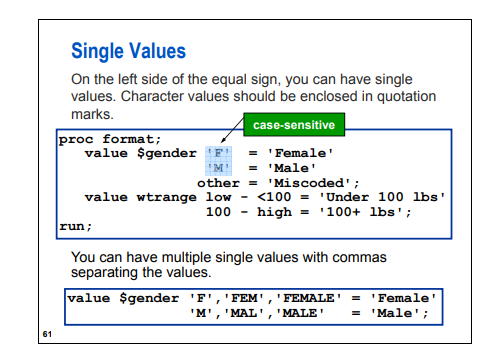 Single Values
On the left side of the equal sign, you can have single
values. Character values should be enclosed in quotation
marks.
case-sensitive
proc format;
value $gender 'F' = 'Female'
'M' = 'Male'
other = 'Miscoded';
value wtrange low - <100 = 'Under 100 lbs'
100 - high = '100+ lbs';
run;
You can have multiple single values with commas
separating the values.
value $gender 'F','FEM','FEMALE' = 'Female'
'M','MAL','MALE' = 'Male';
61